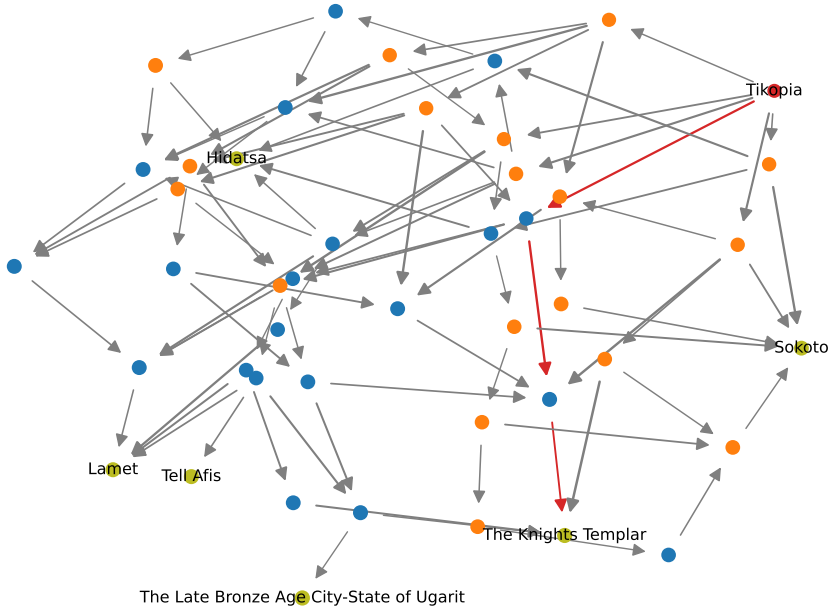 Tikopia
Hidatsa
Sokoto
Lamet
Tell Afis
The Knights Templar
The Late Bronze Age City-State of Ugarit